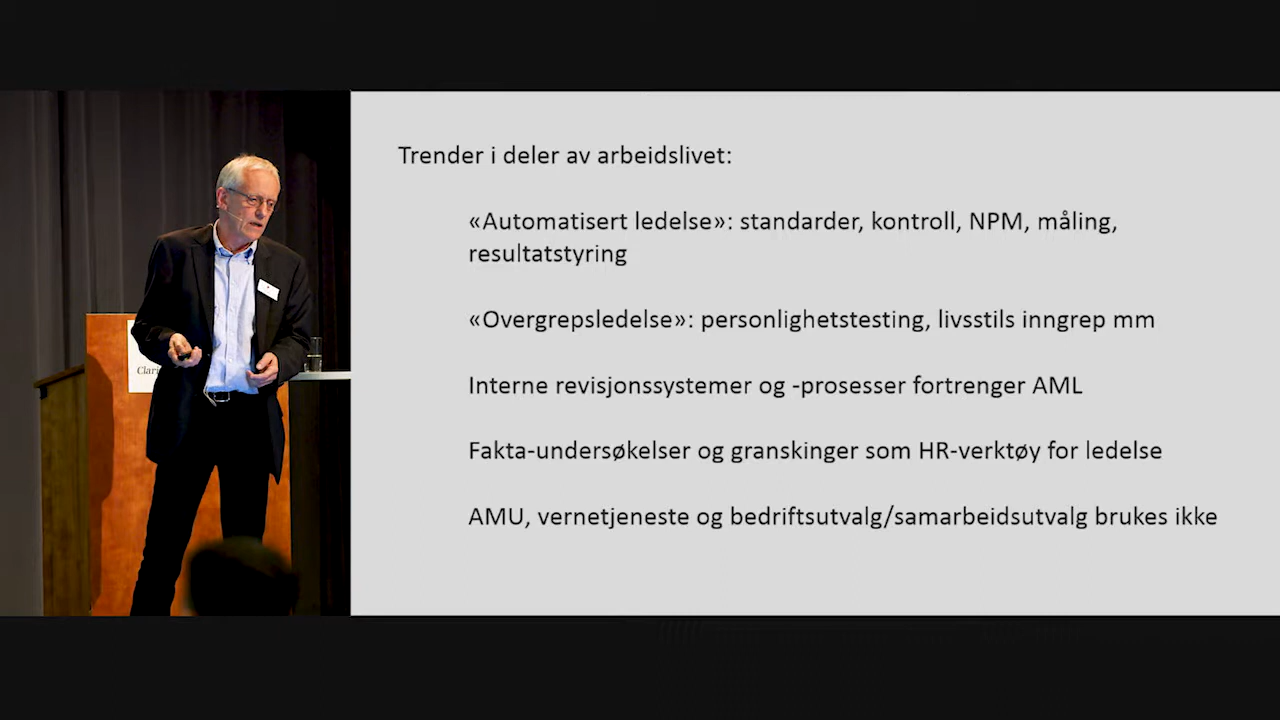 Trender i deler av arbeidslivet:
«Automatisert ledelse»: standarder, kontroll, NPM, måling,
resultatstyring
«Overgrepsledelse»: personlighetstesting, livsstils inngrep mm
Interne revisjonssystemer og -prosesser fortrenger AML
Fakta-undersøkelser og granskinger som HR-verktøy for ledelse
AMU, vernetjeneste og bedriftsutvalg/samarbeidsutvalg brukes ikke